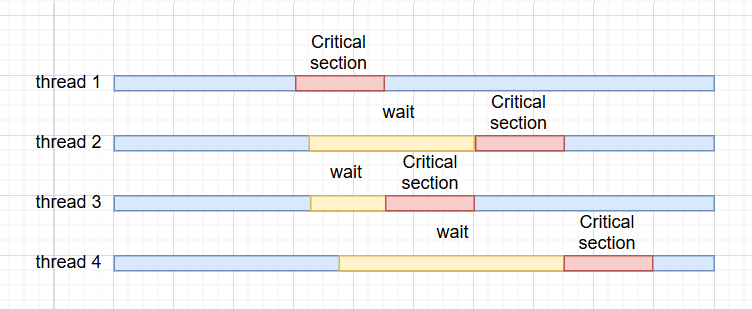 Critical
section
thread 1
wait
Critical
section
thread 2
wait
Critical
section
thread 3
wait
Critical
section
thread 4